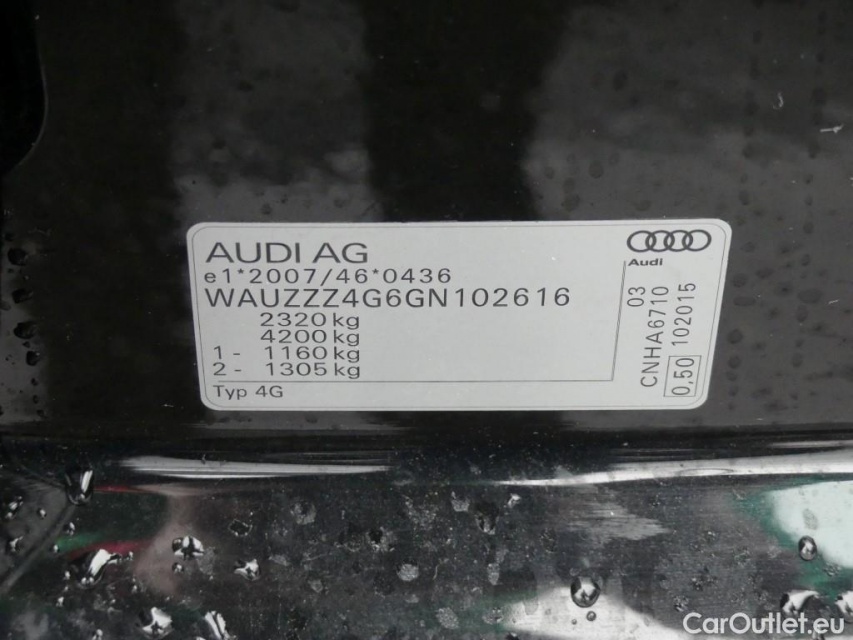 AUDI AG
Audi
e1*2007/46*0436
WAUZZZ4G6GN102616
2320 kg
4200 kg
1 - 1160 kg
2 - 1305 kg
Typ 4G
03
CNHA6710
0,50 102015
CarOutlet.eu